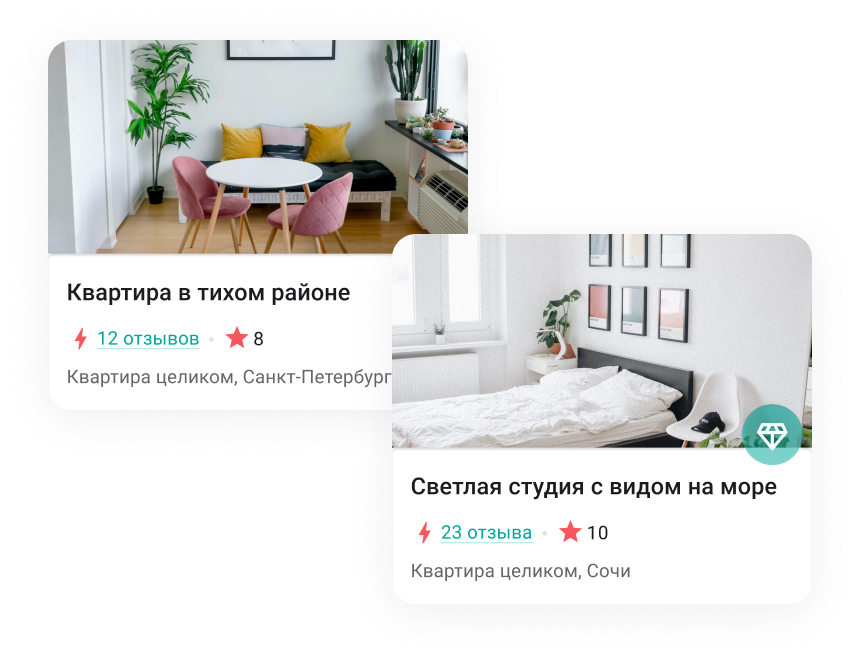 Квартира в тихом районе
12 отзывов • 8
Квартира целиком, Санкт-Петербург
Светлая студия с видом на море
23 отзыва • 10
Квартира целиком, Сочи